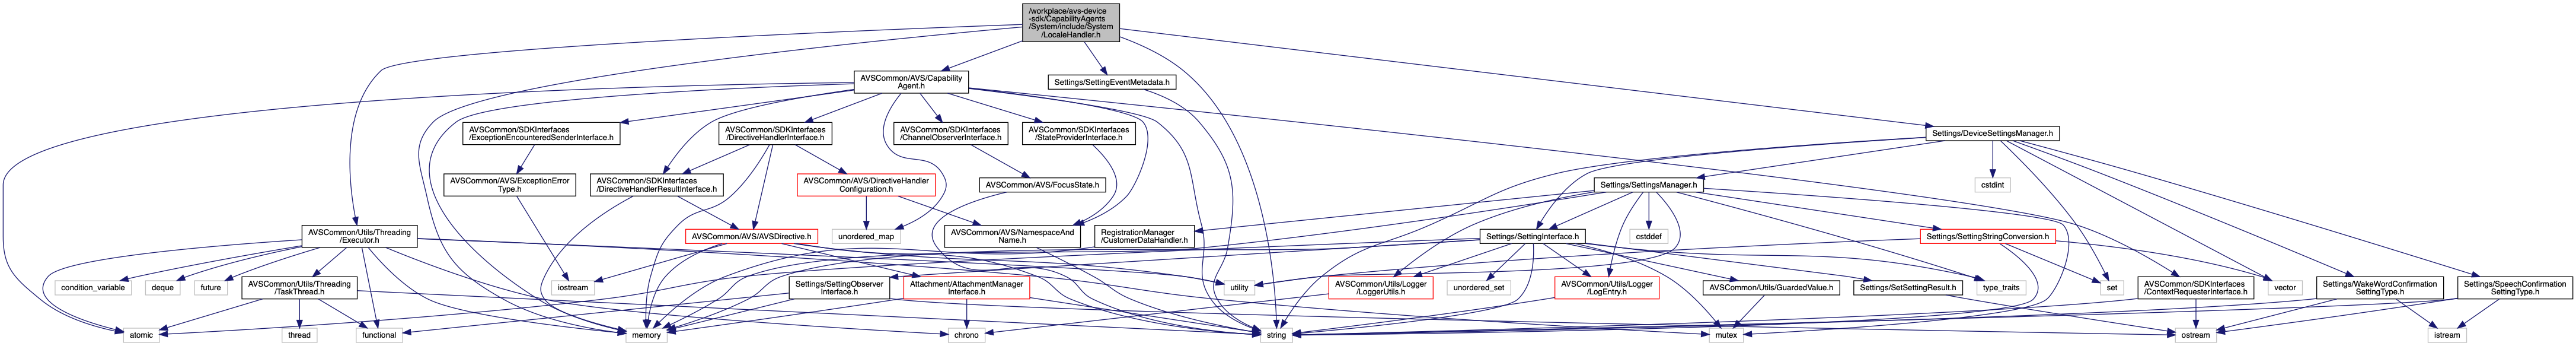 /workplace/avs-device
-sdk/CapabilityAgents
/System/include/System
/LocaleHandler.h
AVSCommon/AVS/Capability
Agent.h
Settings/SettingEventMetadata.h
AVSCommon/SDKInterfaces
/ExceptionEncounteredSenderInterface.h
AVSCommon/SDKInterfaces
/DirectiveHandlerInterface.h
AVSCommon/SDKInterfaces
/ChannelObserverInterface.h
AVSCommon/SDKInterfaces
/StateProviderInterface.h
Settings/DeviceSettingsManager.h
AVSCommon/AVS/ExceptionError
Type.h
AVSCommon/SDKInterfaces
/DirectiveHandlerResultInterface.h
AVSCommon/AVS/DirectiveHandler
Configuration.h
AVSCommon/AVS/FocusState.h
Settings/SettingsManager.h
cstdint
AVSCommon/Utils/Threading
/Executor.h
AVSCommon/AVS/AVSDirective.h
unordered_map
AVSCommon/AVS/NamespaceAnd
Name.h
RegistrationManager
/CustomerDataHandler.h
Settings/SettingInterface.h
cstddef
Settings/SettingStringConversion.h
condition_variable
deque
future
AVSCommon/Utils/Threading
/TaskThread.h
iostream
Settings/SettingObserver
Interface.h
Attachment/AttachmentManager
Interface.h
utility
AVSCommon/Utils/Logger
/LoggerUtils.h
unordered_set
AVSCommon/Utils/Logger
/LogEntry.h
AVSCommon/Utils/GuardedValue.h
Settings/SetSettingResult.h
type_traits
set
AVSCommon/SDKInterfaces
/ContextRequesterInterface.h
vector
Settings/WakeWordConfirmation
SettingType.h
Settings/SpeechConfirmation
SettingType.h
atomic
thread
functional
memory
chrono
string
mutex
ostream
istream